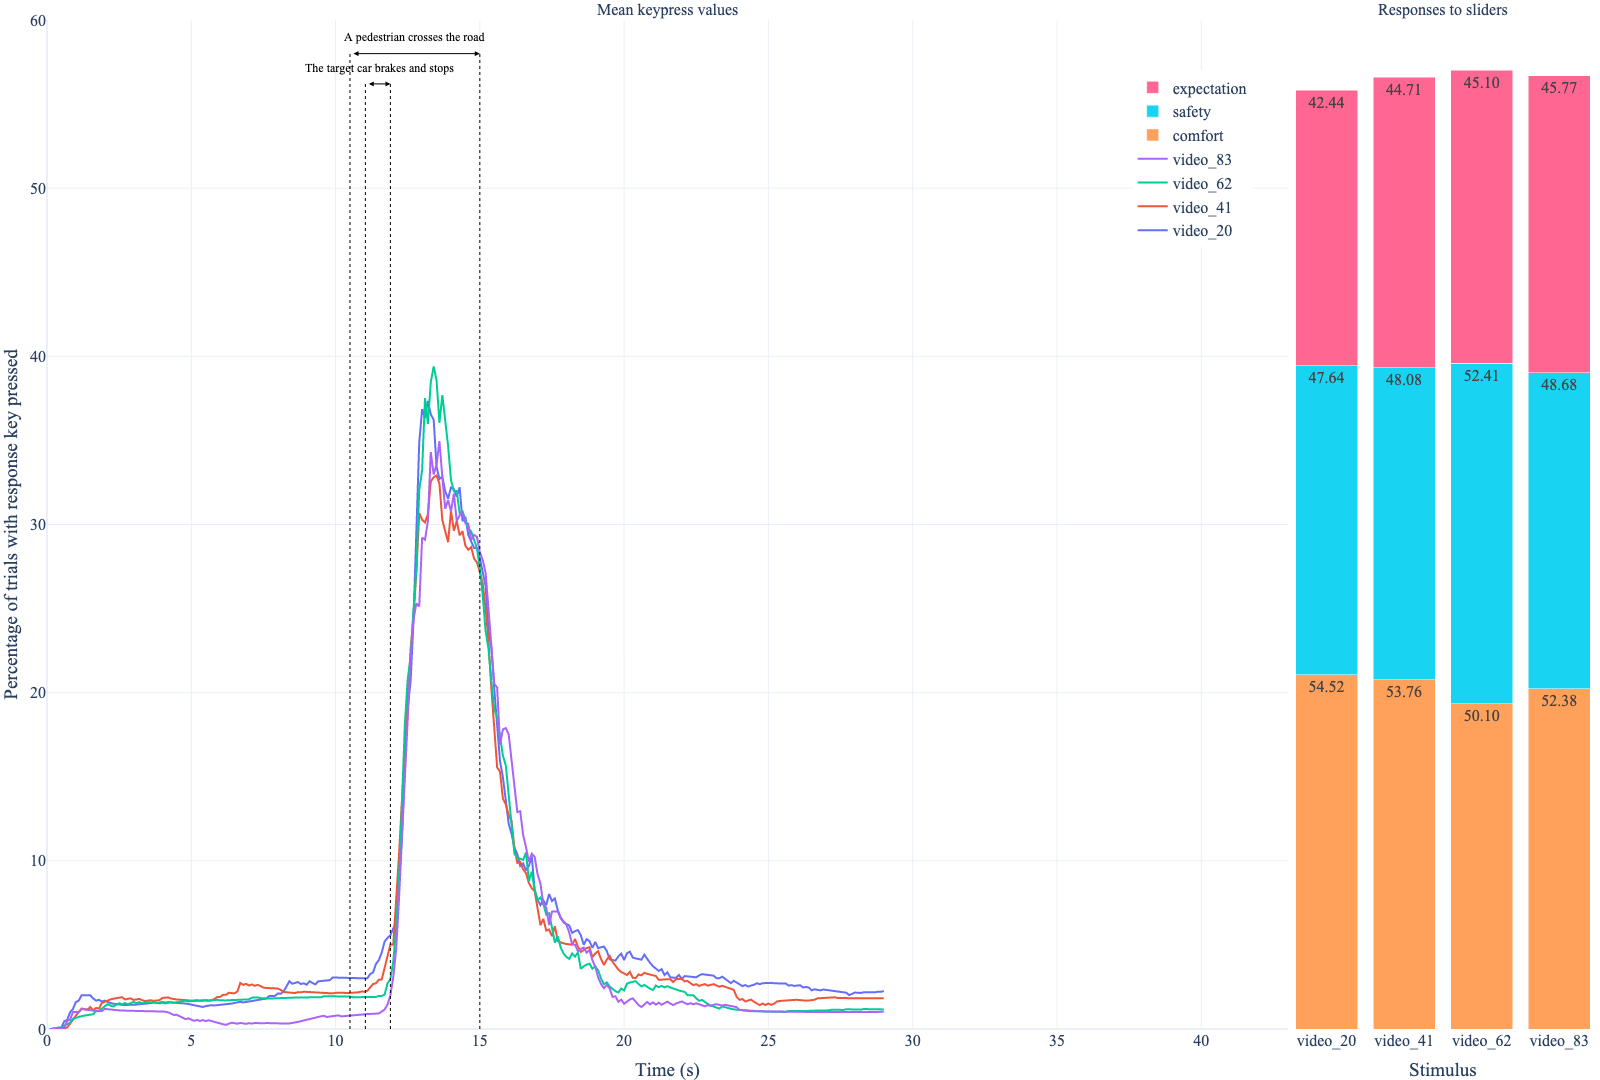 Mean keypress values
Responses to sliders
A pedestrian crosses the road
The target car brakes and stops
expectation
safety
comfort
video_83
video_62
video_41
video_20
Percentage of trials with response key pressed
60
50
40
30
20
10
0
0 5 10 15 20 25 30 35 40
Time (s)
42.44 44.71 45.10 45.77
47.64 48.08 52.41 48.68
54.52 53.76 50.10 52.38
video_20 video_41 video_62 video_83
Stimulus